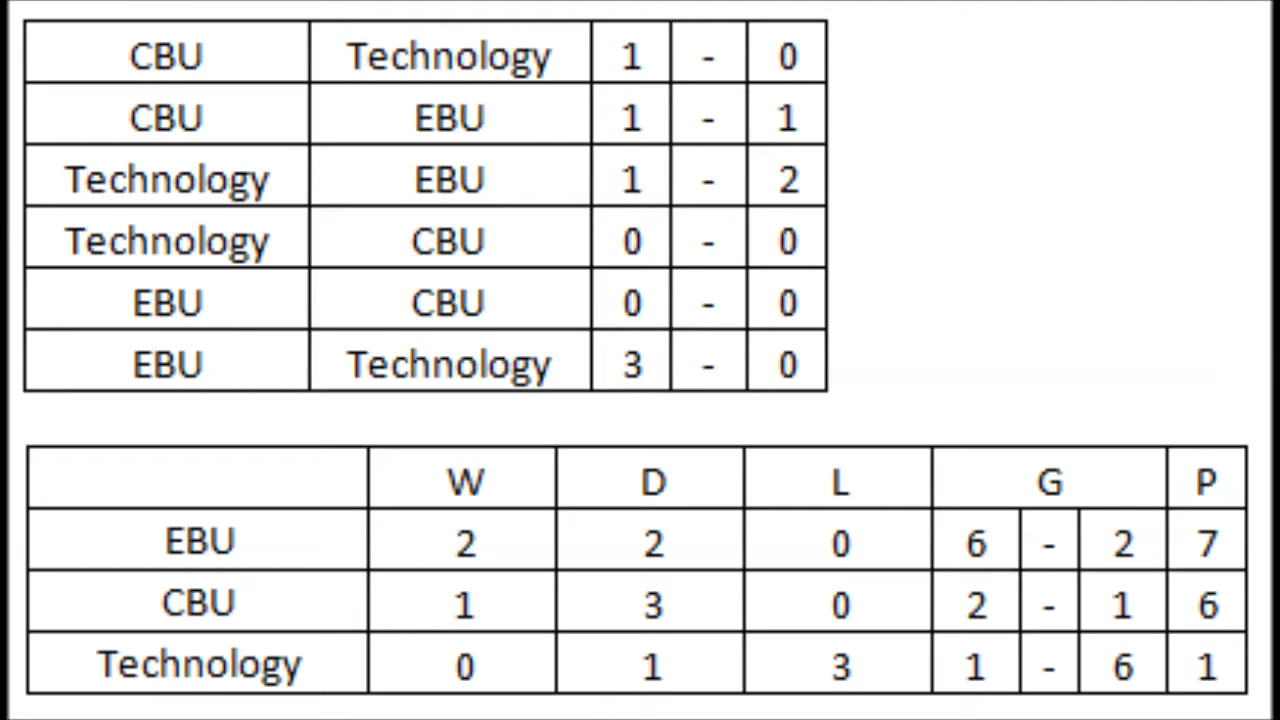 CBU Technology 1 - 0
CBU EBU 1 - 1
Technology EBU 1 - 2
Technology CBU 0 - 0
EBU CBU 0 - 0
EBU Technology 3 - 0
W D L G P
EBU 2 2 0 6 - 2 7
CBU 1 3 0 2 - 1 6
Technology 0 1 3 1 - 6 1